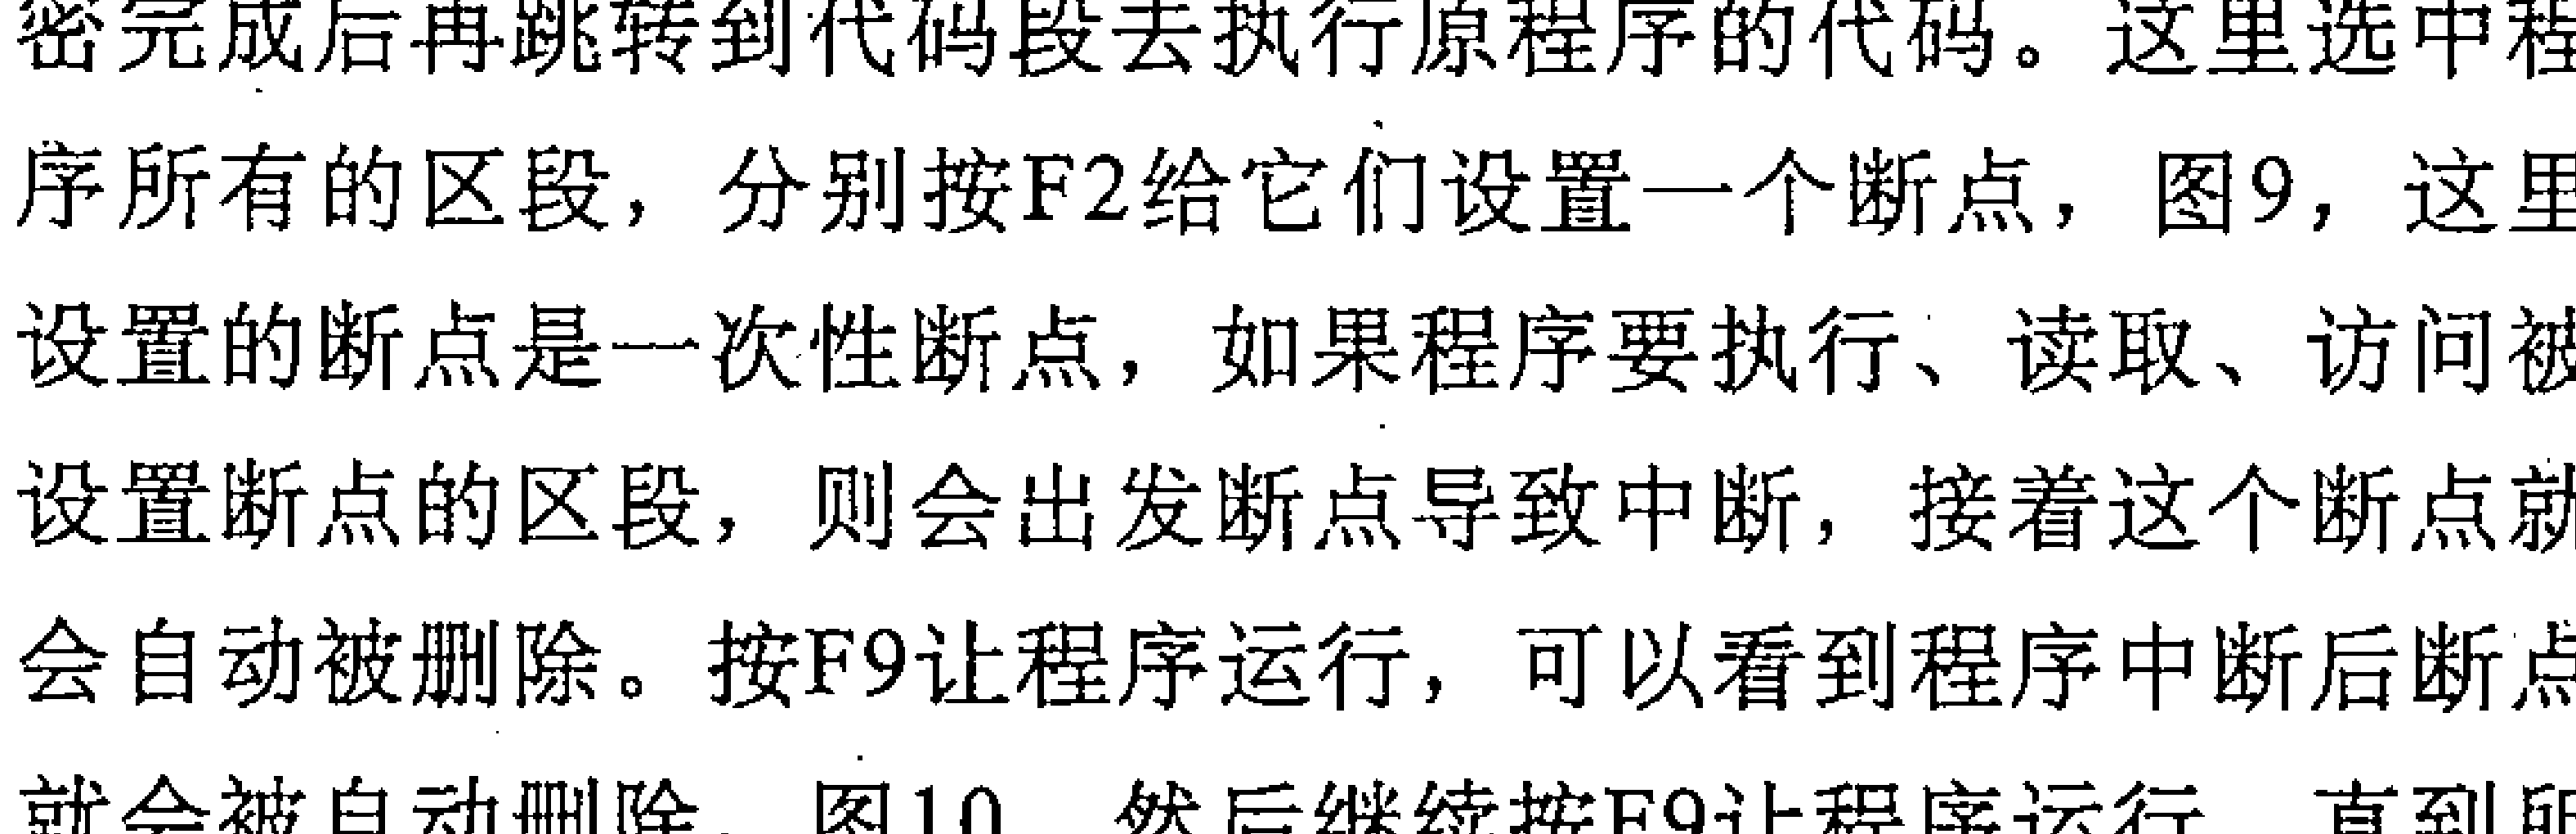 密完成后再跳转到代码段去执行原程序的代码。这里选中程
序所有的区段，分别按F2给它们设置一个断点，图9，这里
设置的断点是一次性断点，如果程序要执行、读取、访问被
设置断点的区段，则会出发断点导致中断，接着这个断点就
会自动被删除。按F9让程序运行，可以看到程序中断后断点
就会被自动删除，图10，然后继续按F9让程序运行，直到所